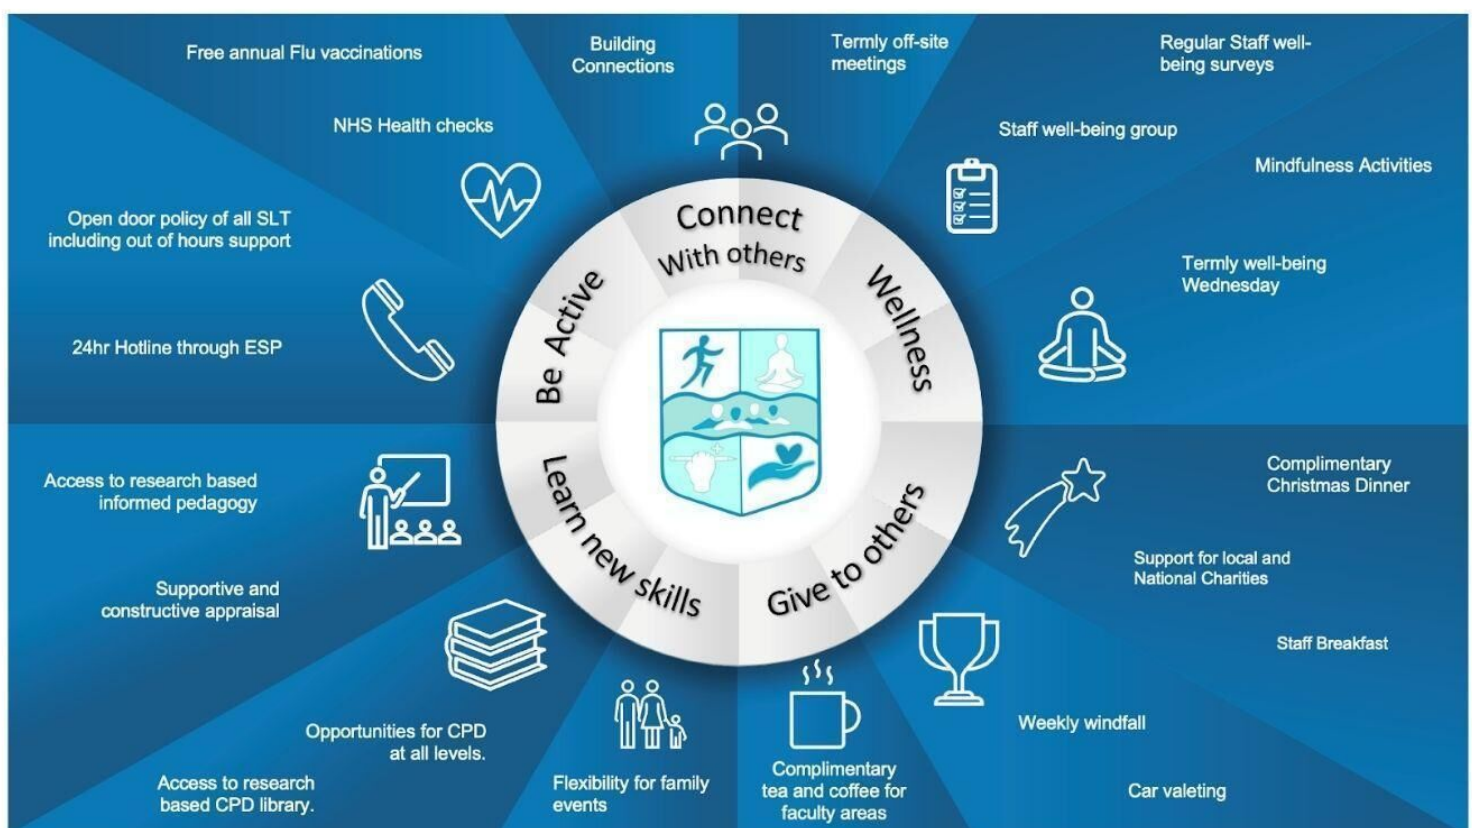 Free annual Flu vaccinations
NHS Health checks
Building
Connections
Termly off-site
meetings
Regular Staff well-
being surveys
Staff well-being group
Mindfulness Activities
Termly well-being
Wednesday
Open door policy of all SLT
including out of hours support
24hr Hotline through ESP
Connect
With others
Wellness
Give to others
Learn new skills
Be Active
Access to research based
informed pedagogy
Supportive and
constructive appraisal
Opportunities for CPD
at all levels.
Access to research
based CPD library.
Flexibility for family
events
Complimentary
tea and coffee for
faculty areas
Complimentary
Christmas Dinner
Support for local and
National Charities
Staff Breakfast
Weekly windfall
Car valeting